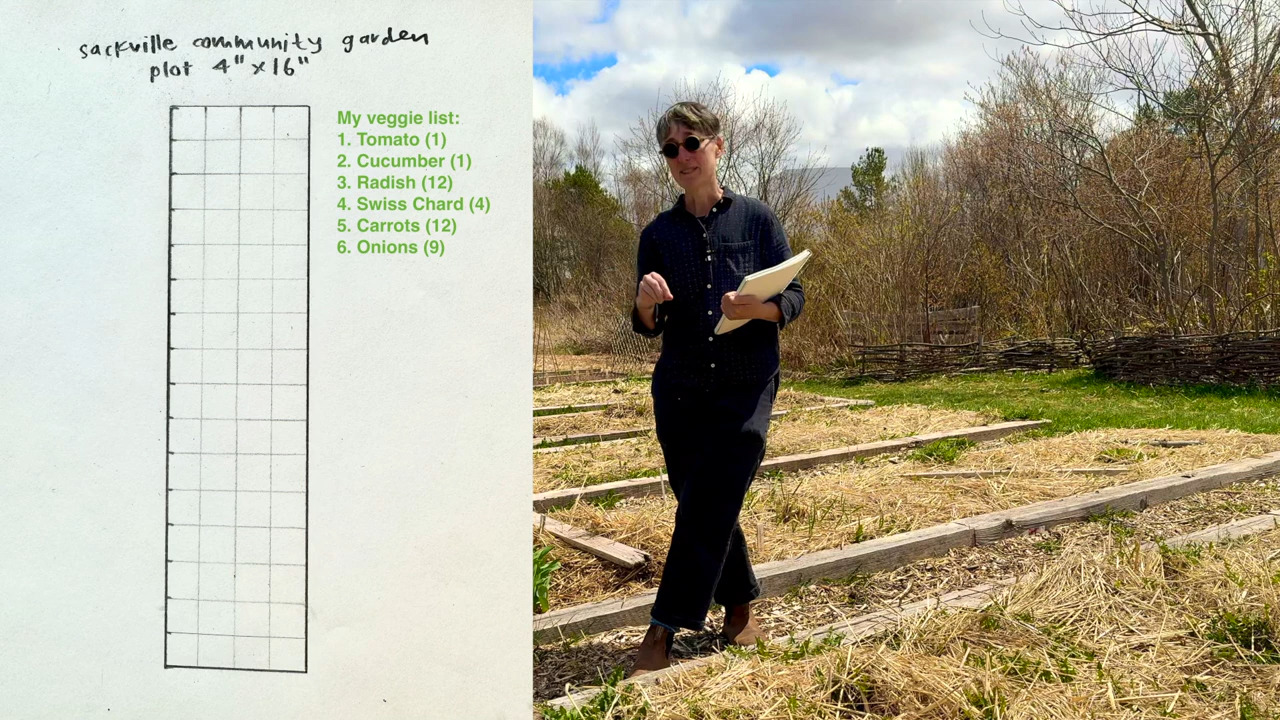 sackville community garden
plot 4" x 16"
My veggie list:
1. Tomato (1)
2. Cucumber (1)
3. Radish (12)
4. Swiss Chard (4)
5. Carrots (12)
6. Onions (9)